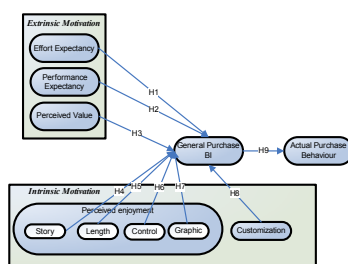 Extrinsic Motivation
Effort Expectancy
Performance
Expectancy
Perceived Value
H1
H2
H3
General Purchase
BI
H9
Actual Purchase
Behaviour
H4
H5
H6
H7
H8
Intrinsic Motivation
Perceived enjoyment
Story
Length
Control
Graphic
Customization